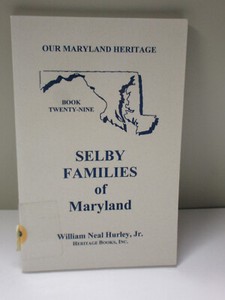 OUR MARYLAND HERITAGE
BOOK
TWENTY-NINE
SELBY
FAMILIES
of
Maryland
William Neal Hurley, Jr.
HERITAGE BOOKS, INC.